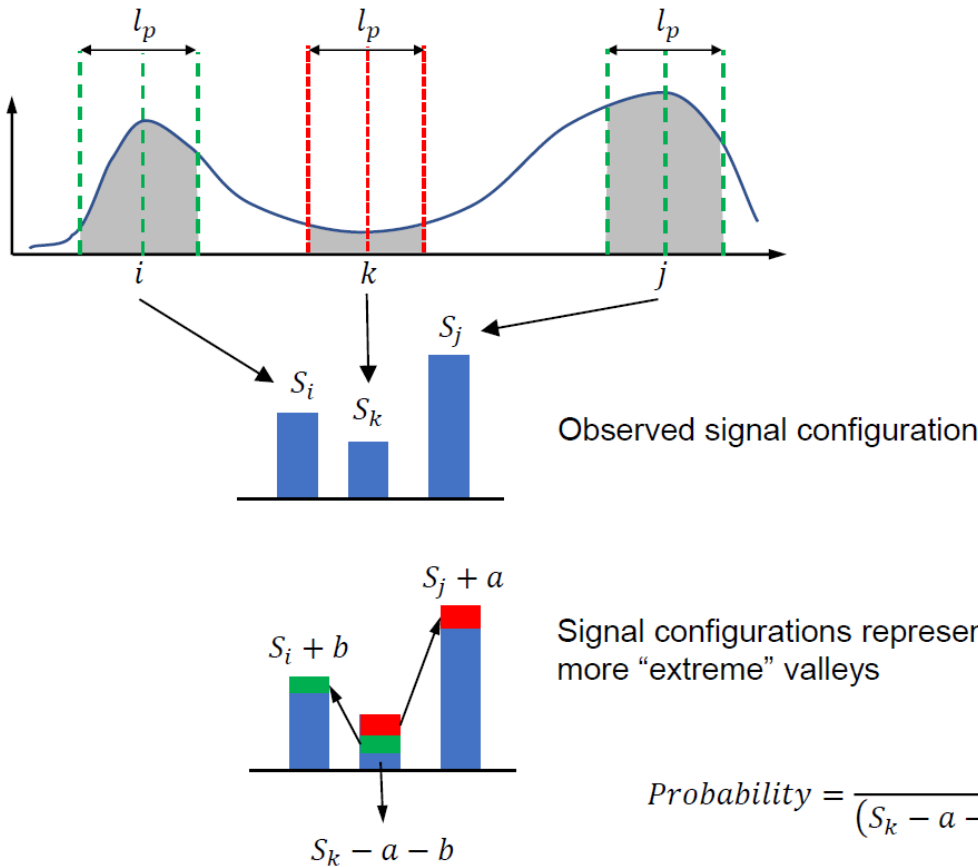 l_p l_p l_p
i k j
S_j
S_i
S_k
Observed signal configuration
S_j + a
Signal configurations represen
S_i + b
more “extreme” valleys
Probability =
(S_k − a −
S_k − a − b